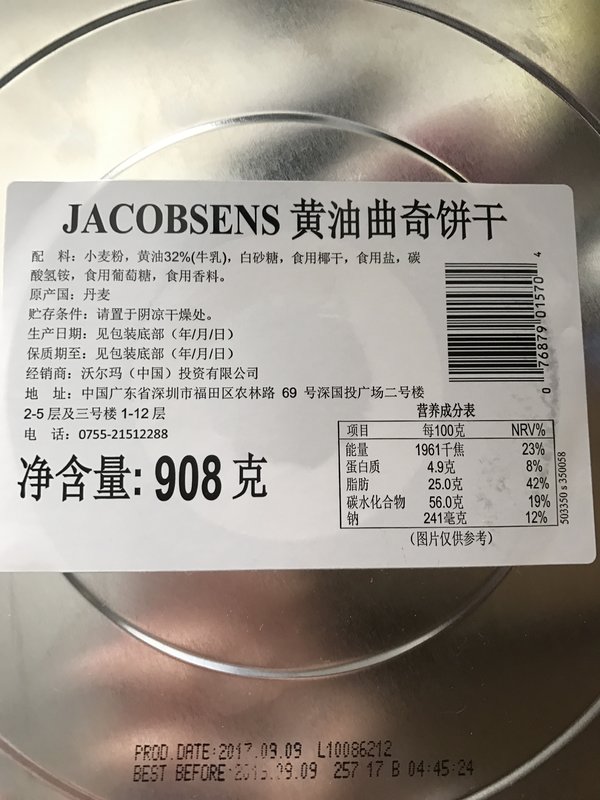 JACOBSENS 黄油曲奇饼干
配 料：小麦粉，黄油32%(牛乳)，白砂糖，食用椰干，食用盐，碳
酸氢铵，食用葡萄糖，食用香料。
原产国：丹麦
贮存条件：请置于阴凉干燥处。
生产日期：见包装底部（年/月/日）
保质期至：见包装底部（年/月/日）
经销商：沃尔玛（中国）投资有限公司
地 址：中国广东省深圳市福田区农林路 69 号深国投广场二号楼
2-5 层及三号楼 1-12 层
电 话：0755-21512288
净含量: 908 克
0 76879 01570 4
营养成分表
项目 每100克 NRV%
能量 1961千焦 23%
蛋白质 4.9克 8%
脂肪 25.0克 42%
碳水化合物 56.0克 19%
钠 241毫克 12%
(图片仅供参考)
503350 s 350058
PROD.DATE:2017.09.09 L10086212
BEST BEFORE 257 17 B 04:45:24